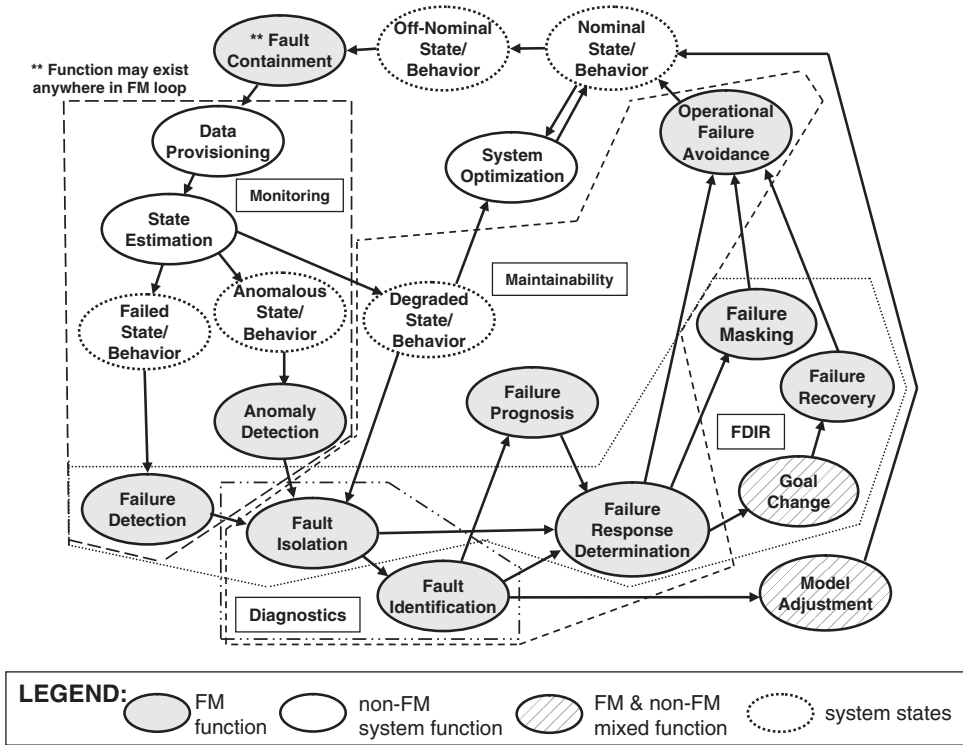 ** Fault
Containment
Off-Nominal
State/
Behavior
Nominal
State/
Behavior
** Function may exist
anywhere in FM loop
Data
Provisioning
Monitoring
State
Estimation
System
Optimization
Operational
Failure
Avoidance
Failed
State/
Behavior
Anomalous
State/
Behavior
Degraded
State/
Behavior
Maintainability
Failure
Masking
Failure
Recovery
Anomaly
Detection
Failure
Prognosis
FDIR
Goal
Change
Failure
Detection
Fault
Isolation
Failure
Response
Determination
Fault
Identification
Diagnostics
Model
Adjustment
LEGEND:
FM
function
non-FM
system function
FM & non-FM
mixed function
system states